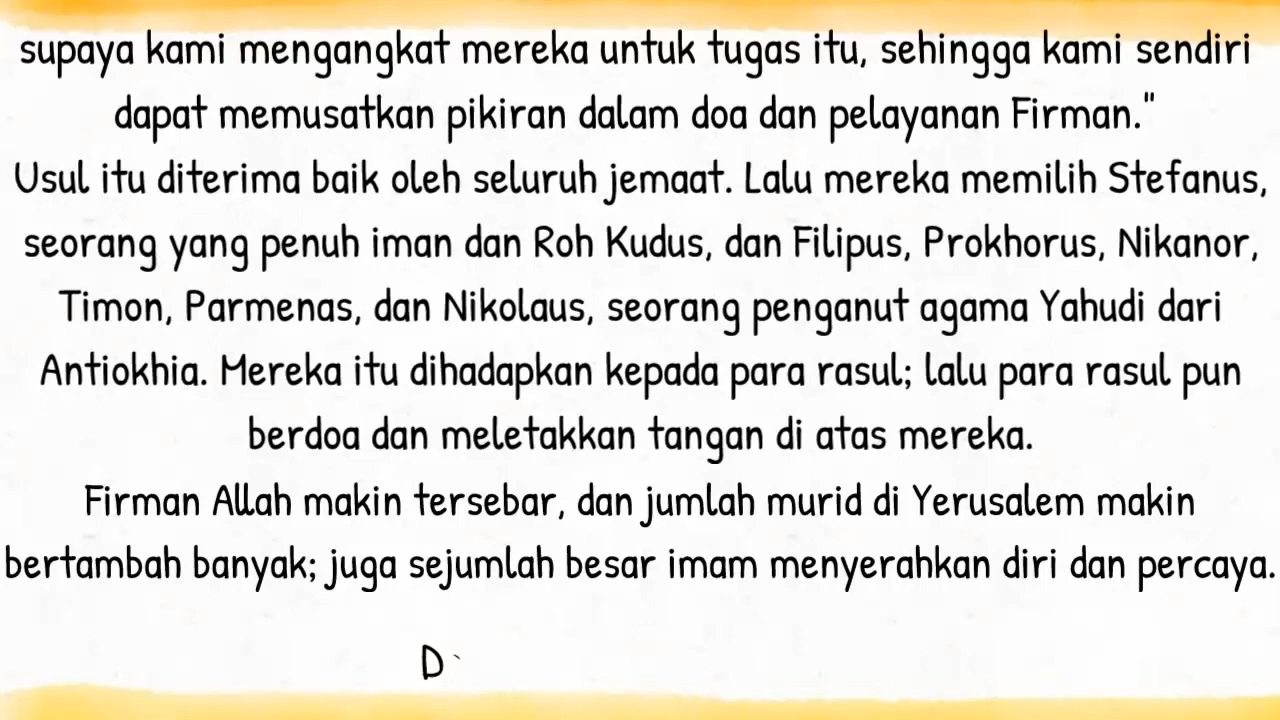 supaya kami mengangkat mereka untuk tugas itu, sehingga kami sendiri
dapat memusatkan pikiran dalam doa dan pelayanan Firman."
Usul itu diterima baik oleh seluruh jemaat. Lalu mereka memilih Stefanus,
seorang yang penuh iman dan Roh Kudus, dan Filipus, Prokhorus, Nikanor,
Timon, Parmenas, dan Nikolaus, seorang penganut agama Yahudi dari
Antiokhia. Mereka itu dihadapkan kepada para rasul; lalu para rasul pun
berdoa dan meletakkan tangan di atas mereka.
Firman Allah makin tersebar, dan jumlah murid di Yerusalem makin
bertambah banyak; juga sejumlah besar imam menyerahkan diri dan percaya.
D